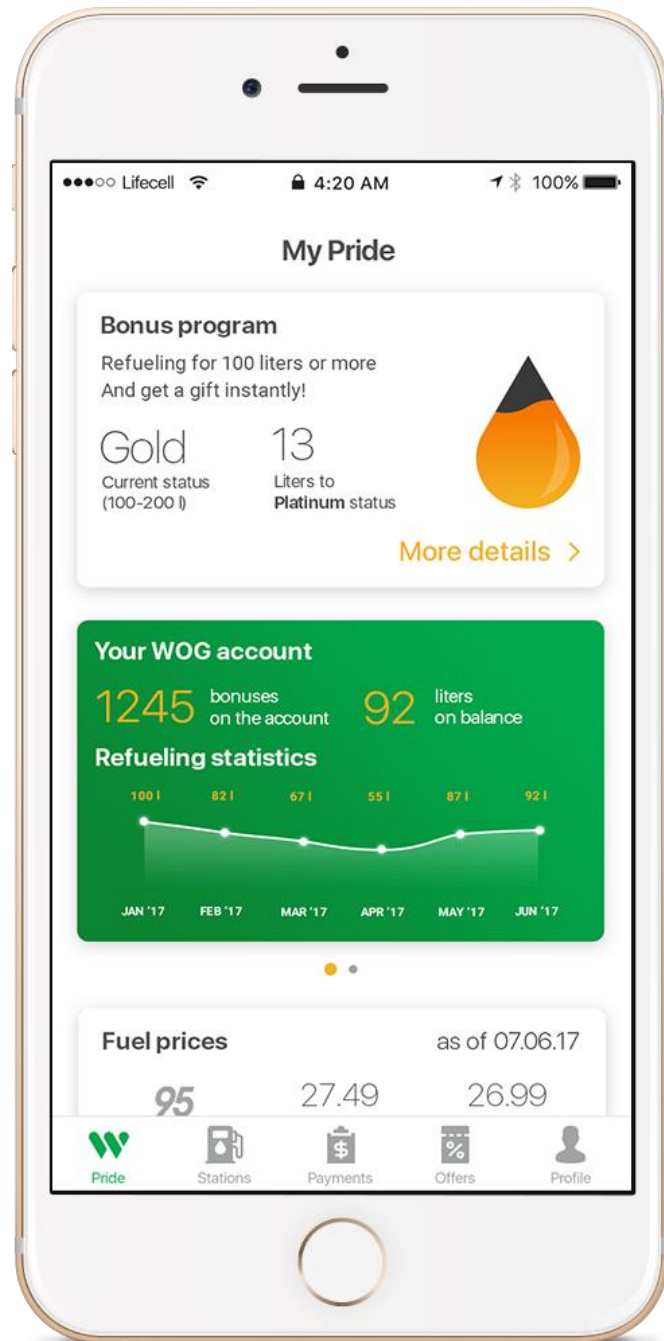 Lifecell 4:20 AM 100%
My Pride
Bonus program
Refueling for 100 liters or more
And get a gift instantly!
Gold 13
Current status Liters to
(100-200 l) Platinum status
More details >
Your WOG account
1245 bonuses on the account 92 liters on balance
Refueling statistics
100 l 82 l 67 l 55 l 87 l 92 l
JAN '17 FEB '17 MAR '17 APR '17 MAY '17 JUN '17
Fuel prices as of 07.06.17
95 27.49 26.99
Pride Stations Payments Offers Profile